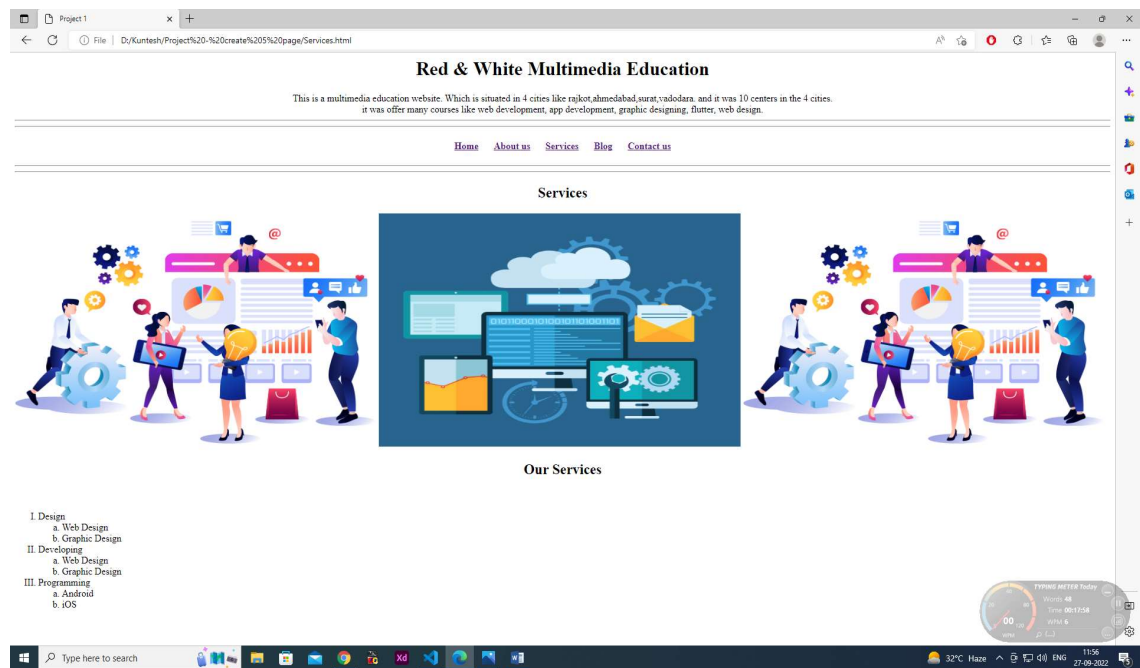 Project 1
File
D:/Kuntesh/Project%20-%20create%205%20page/Services.html
Red & White Multimedia Education
This is a multimedia education website. Which is situated in 4 cities like rajkot,ahmedabad,surat,vadodara. and it was 10 centers in the 4 cities.
it was offer many courses like web development, app development, graphic designing, flutter, web design.
Home About us Services Blog Contact us
Services
@
@
Our Services
I. Design
a. Web Design
b. Graphic Design
II. Developing
a. Web Design
b. Graphic Design
III. Programming
a. Android
b. iOS
TYPING METER Today
Words 48
Time 00:17:58
WPM 6
00
WPM
Type here to search
Xd
32°C Haze
ENG
11:56
27-09-2022